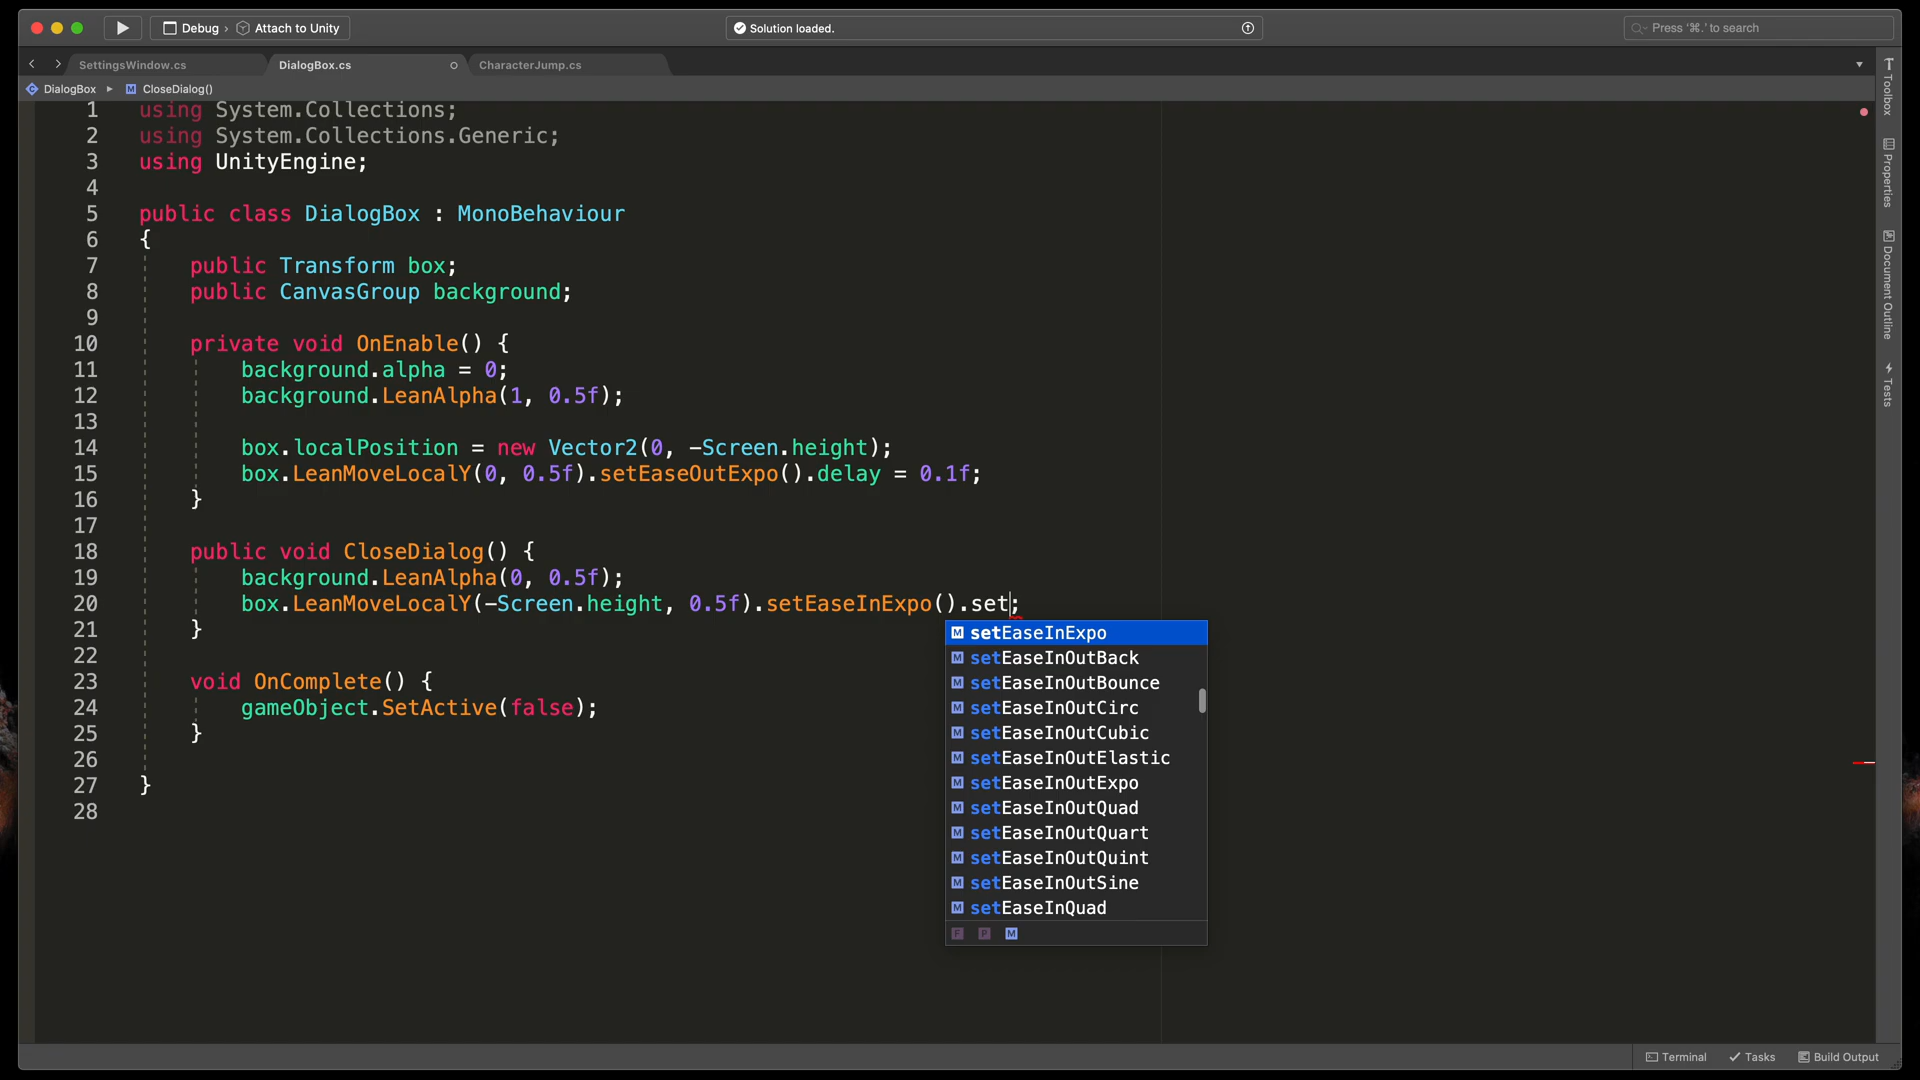 Debug › Attach to Unity
Solution loaded.
Press ‘⌘.’ to search
SettingsWindow.cs
DialogBox.cs
CharacterJump.cs
DialogBox ▸ CloseDialog()
1 using System.Collections;
2 using System.Collections.Generic;
3 using UnityEngine;
4
5 public class DialogBox : MonoBehaviour
6 {
7 public Transform box;
8 public CanvasGroup background;
9
10 private void OnEnable() {
11 background.alpha = 0;
12 background.LeanAlpha(1, 0.5f);
13
14 box.localPosition = new Vector2(0, -Screen.height);
15 box.LeanMoveLocalY(0, 0.5f).setEaseOutExpo().delay = 0.1f;
16 }
17
18 public void CloseDialog() {
19 background.LeanAlpha(0, 0.5f);
20 box.LeanMoveLocalY(-Screen.height, 0.5f).setEaseInExpo().set;
21 }
22
23 void OnComplete() {
24 gameObject.SetActive(false);
25 }
26
27 }
28
M setEaseInExpo
M setEaseInOutBack
M setEaseInOutBounce
M setEaseInOutCirc
M setEaseInOutCubic
M setEaseInOutElastic
M setEaseInOutExpo
M setEaseInOutQuad
M setEaseInOutQuart
M setEaseInOutQuint
M setEaseInOutSine
M setEaseInQuad
F P M
Toolbox
Properties
Document Outline
Tests
Terminal
Tasks
Build Output